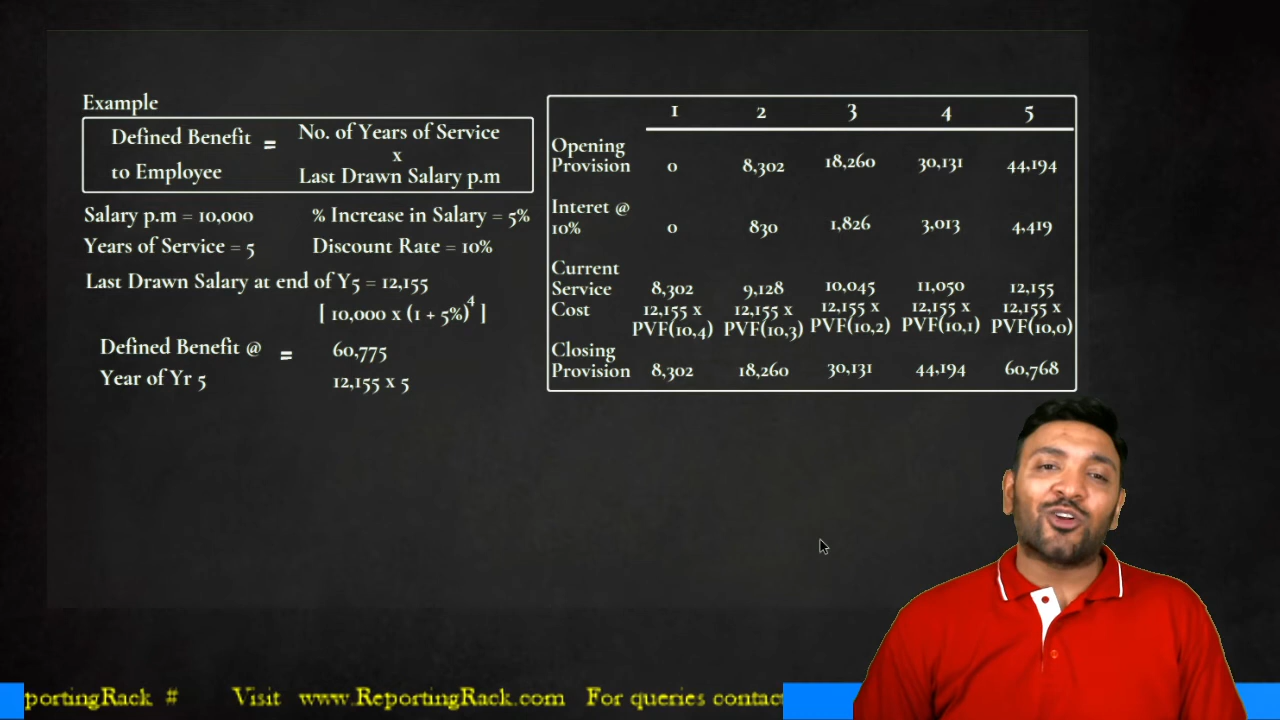 Example
Defined Benefit to Employee = No. of Years of Service x Last Drawn Salary p.m
Salary p.m = 10,000 % Increase in Salary = 5%
Years of Service = 5 Discount Rate = 10%
Last Drawn Salary at end of Y5 = 12,155
[ 10,000 x (1 + 5%)4 ]
Defined Benefit @ = 60,775
Year of Yr 5 12,155 x 5
1 2 3 4 5
Opening
Provision 0 8,302 18,260 30,131 44,194
Interet @
10% 0 830 1,826 3,013 4,419
Current
Service 8,302 9,128 10,045 11,050 12,155
Cost 12,155 x 12,155 x 12,155 x 12,155 x 12,155 x
PVF(10,4) PVF(10,3) PVF(10,2) PVF(10,1) PVF(10,0)
Closing
Provision 8,302 18,260 30,131 44,194 60,768
portingRack # Visit www.ReportingRack.com For queries contac